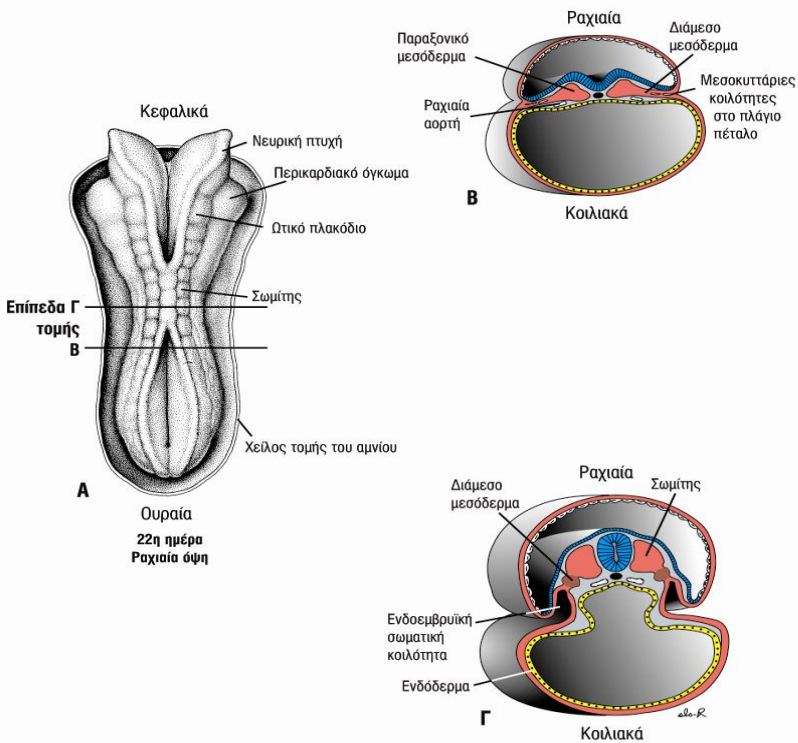 Κεφαλικά
Νευρική πτυχή
Περικαρδιακό όγκωμα
Ωτικό πλακόδιο
Σωμίτης
Επίπεδα Γ
τομής
Β
Χείλος τομής του αμνίου
Α
Ουραία
22η ημέρα
Ραχιαία όψη
Ραχιαία
Παραξονικό
μεσόδερμα
Διάμεσο
μεσόδερμα
Μεσοκυττάριες
κοιλότητες
στο πλάγιο
πέταλο
Ραχιαία
αορτή
Β
Κοιλιακά
Ραχιαία
Διάμεσο
μεσόδερμα
Σωμίτης
Ενδοεμβρυϊκή
σωματική
κοιλότητα
Ενδόδερμα
Γ
Κοιλιακά